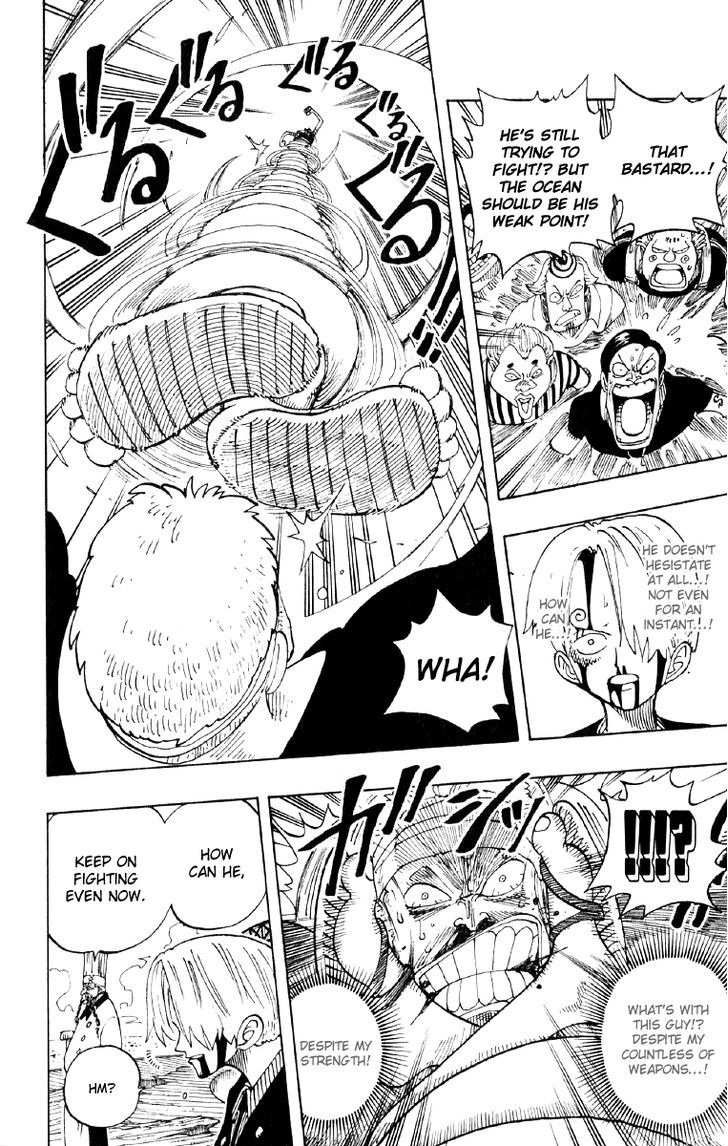 THAT
BASTARD...!
HE'S STILL
TRYING TO
FIGHT!? BUT
THE OCEAN
SHOULD BE HIS
WEAK POINT!
ぐるぐる
ぐる
ぐるぐる!!!
HE DOESN'T
HESISTATE
AT ALL..!
NOT EVEN
FOR AN
INSTANT..!
HOW
CAN
HE...!!
WHA!
!!!?
ガシッ
WHAT'S WITH
THIS GUY!?
DESPITE MY
COUNTLESS OF
WEAPONS...!
DESPITE MY
STRENGTH!
HOW
CAN HE,
KEEP ON
FIGHTING
EVEN NOW.
HM?